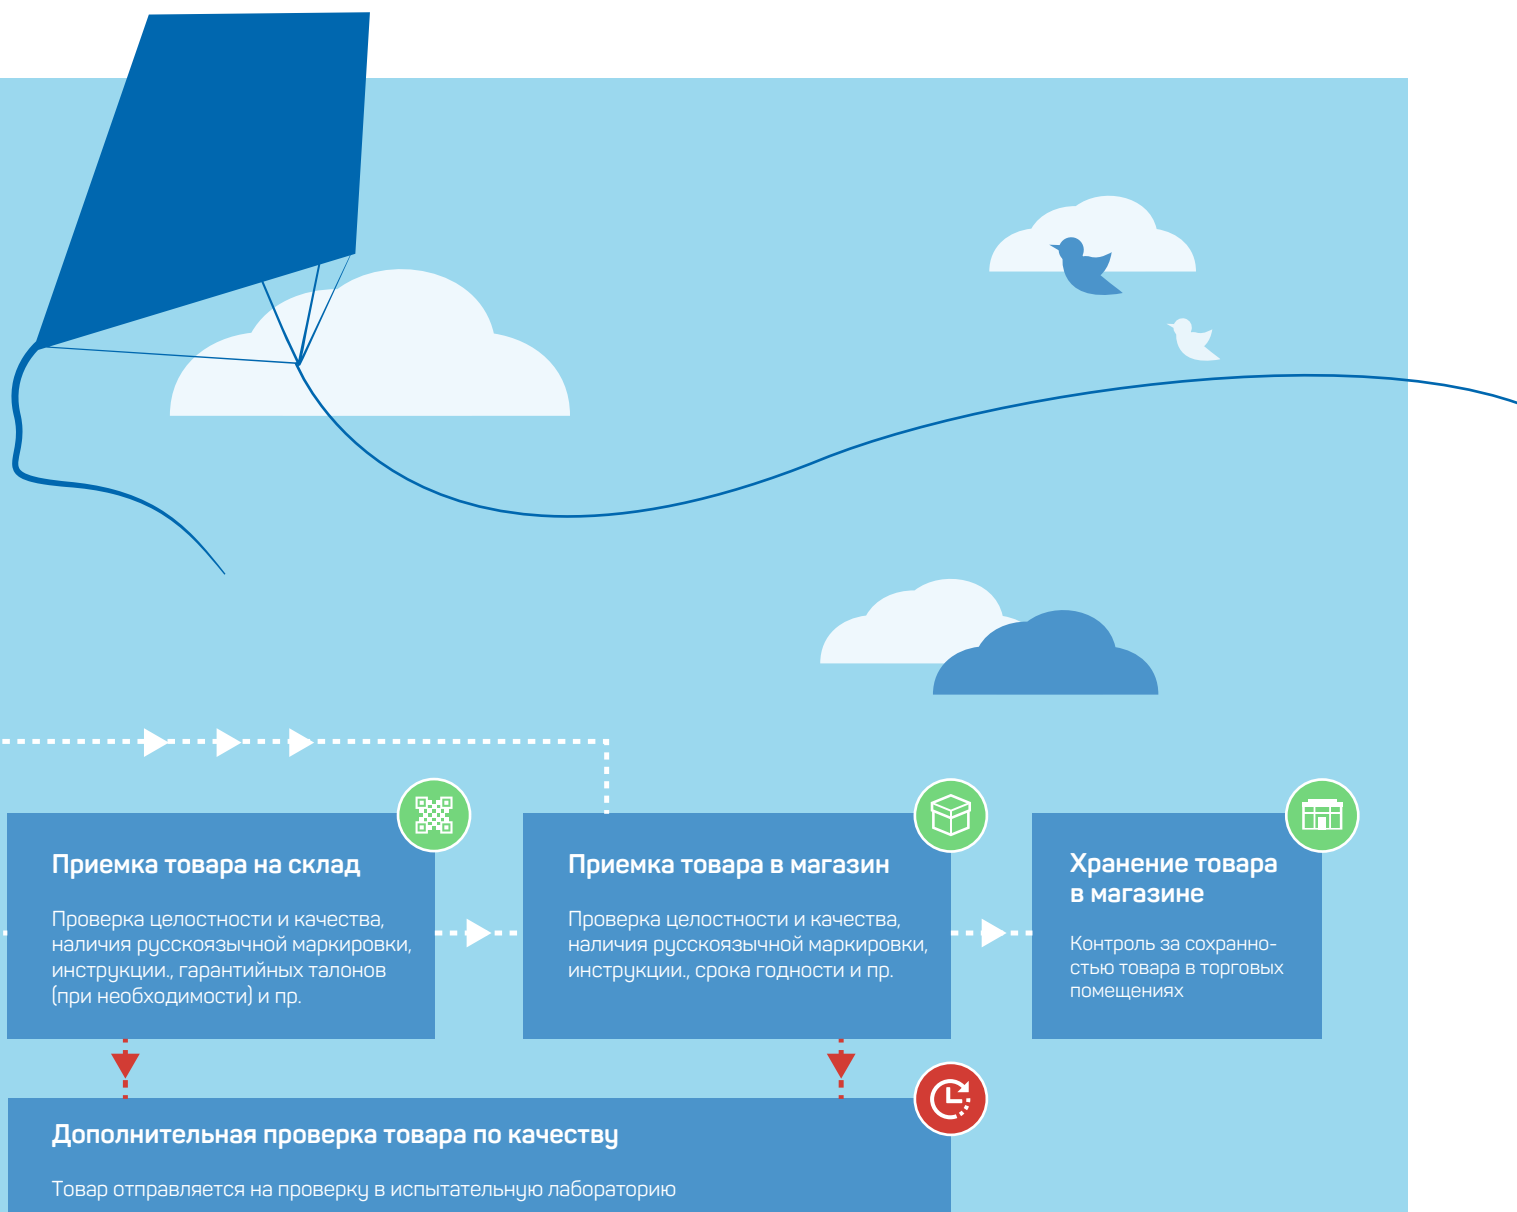 Приемка товара на склад
Проверка целостности и качества,
наличия русскоязычной маркировки,
инструкции., гарантийных талонов
(при необходимости) и пр.
Приемка товара в магазин
Проверка целостности и качества,
наличия русскоязычной маркировки,
инструкции., срока годности и пр.
Хранение товара
в магазине
Контроль за сохранно-
стью товара в торговых
помещениях
Дополнительная проверка товара по качеству
Товар отправляется на проверку в испытательную лабораторию